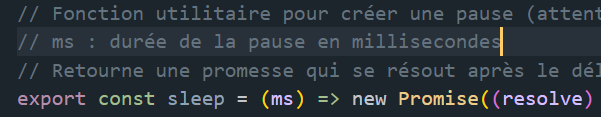 // Fonction utilitaire pour créer une pause (attent
// ms : durée de la pause en millisecondes
// Retourne une promesse qui se résout après le dél
export const sleep = (ms) => new Promise((resolve)